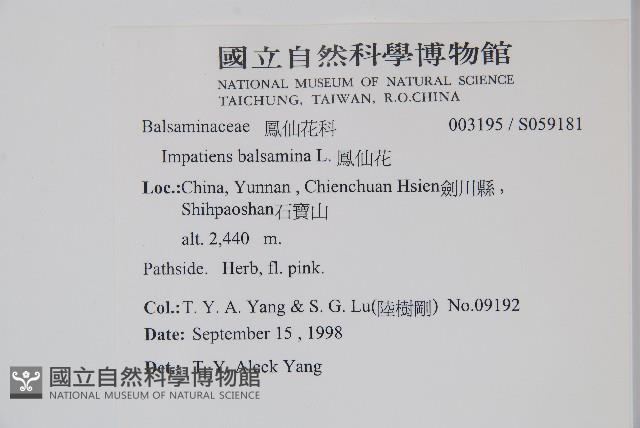 國立自然科學博物館
NATIONAL MUSEUM OF NATURAL SCIENCE
TAICHUNG, TAIWAN, R.O.CHINA
Balsaminaceae 鳳仙花科 003195 / S059181
Impatiens balsamina L. 鳳仙花
Loc.:China, Yunnan , Chienchuan Hsien劍川縣 ,
Shihpaoshan石寶山
alt. 2,440 m.
Pathside. Herb, fl. pink.
Col.: T. Y. A. Yang & S. G. Lu(陸樹剛) No.09192
Date: September 15 , 1998
Det.: T. Y. Aleck Yang
國立自然科學博物館
NATIONAL MUSEUM OF NATURAL SCIENCE